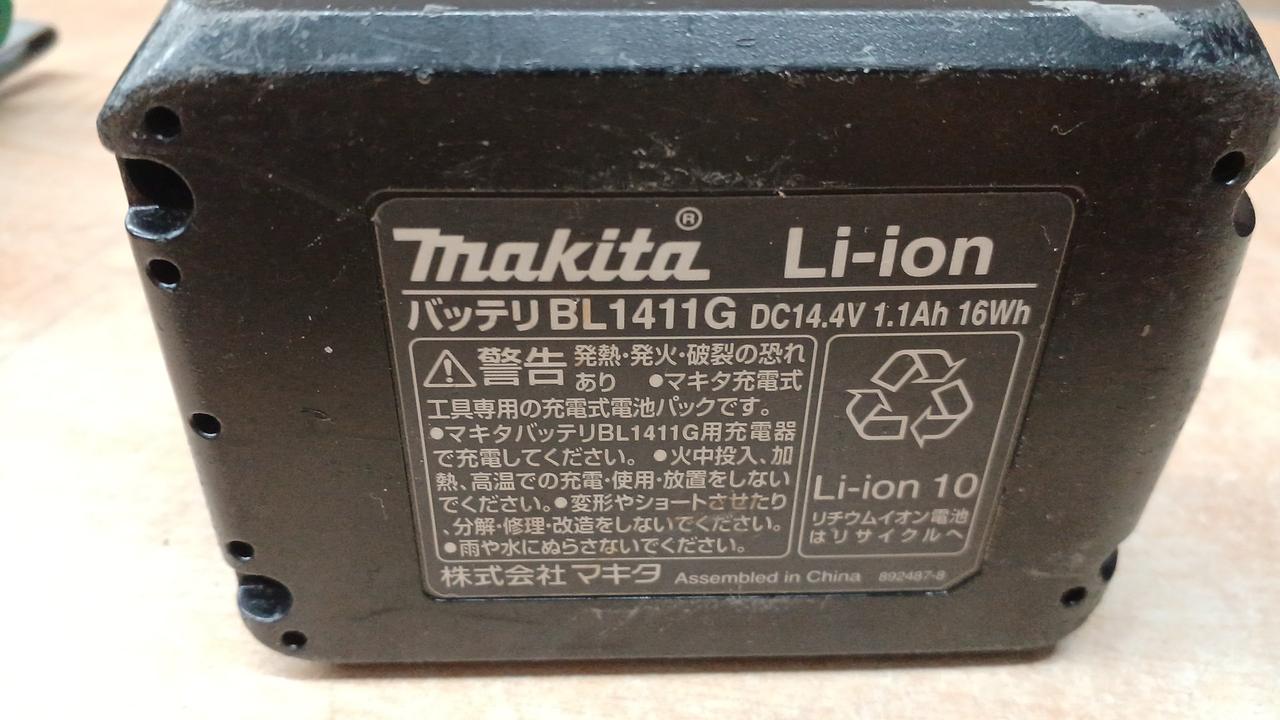 makita® Li-ion
バッテリBL1411G DC14.4V 1.1Ah 16Wh
警告 発熱・発火・破裂の恐れ
あり ●マキタ充電式
工具専用の充電式電池パックです。
●マキタバッテリBL1411G用充電器
で充電してください。 ●火中投入、加
熱、高温での充電・使用・放置をしない
でください。●変形やショートさせたり
、分解・修理・改造をしないでください。
●雨や水にぬらさないでください。
Li-ion 10
リチウムイオン電池
はリサイクルへ
株式会社マキタ Assembled in China 892487-8